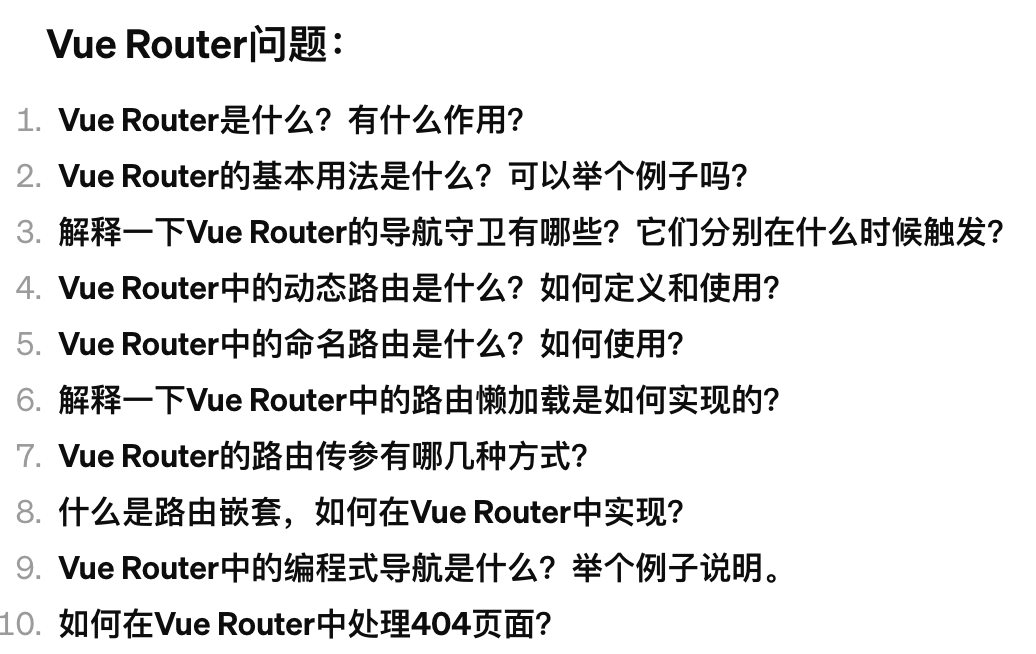 Vue Router问题：
1. Vue Router是什么？有什么作用？
2. Vue Router的基本用法是什么？可以举个例子吗？
3. 解释一下Vue Router的导航守卫有哪些？它们分别在什么时候触发？
4. Vue Router中的动态路由是什么？如何定义和使用？
5. Vue Router中的命名路由是什么？如何使用？
6. 解释一下Vue Router中的路由懒加载是如何实现的？
7. Vue Router的路由传参有哪几种方式？
8. 什么是路由嵌套，如何在Vue Router中实现？
9. Vue Router中的编程式导航是什么？举个例子说明。
10. 如何在Vue Router中处理404页面？